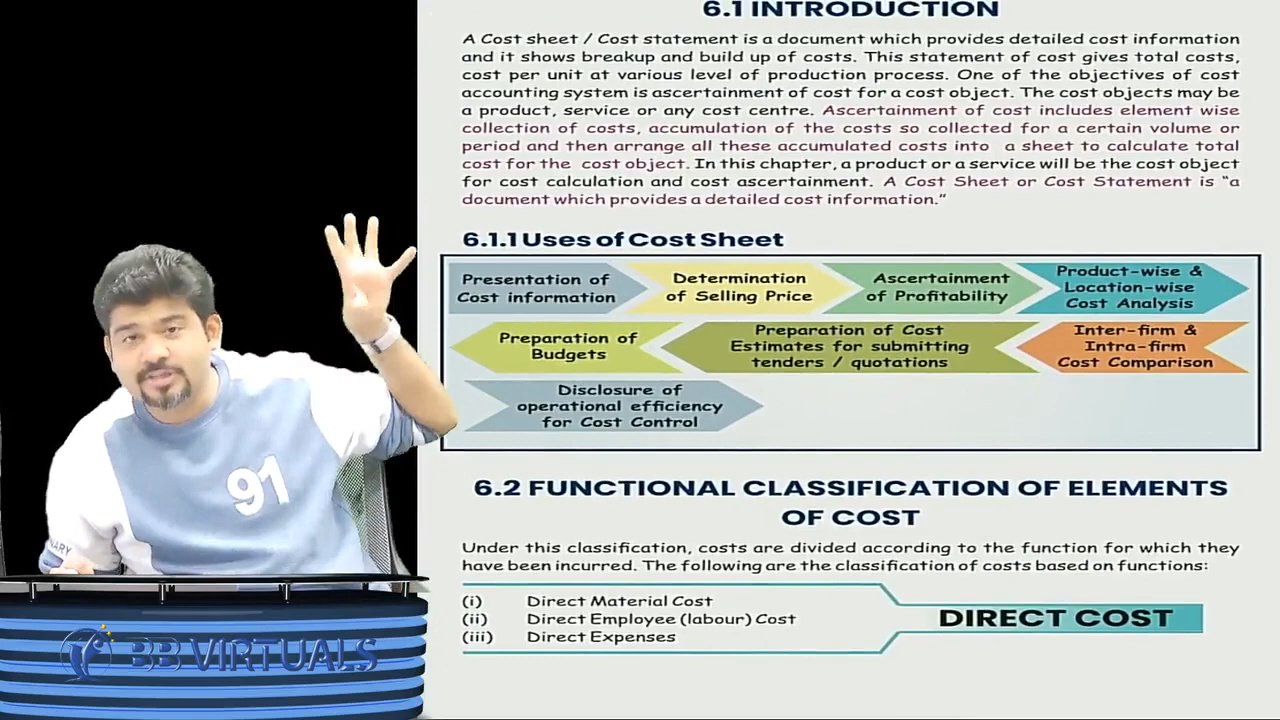 6.1 INTRODUCTION
A Cost sheet / Cost statement is a document which provides detailed cost information
and it shows breakup and build up of costs. This statement of cost gives total costs,
cost per unit at various level of production process. One of the objectives of cost
accounting system is ascertainment of cost for a cost object. The cost objects may be
a product, service or any cost centre. Ascertainment of cost includes element wise
collection of costs, accumulation of the costs so collected for a certain volume or
period and then arrange all these accumulated costs into a sheet to calculate total
cost for the cost object. In this chapter, a product or a service will be the cost object
for cost calculation and cost ascertainment. A Cost Sheet or Cost Statement is “a
document which provides a detailed cost information.”
6.1.1 Uses of Cost Sheet
Presentation of
Cost information
Determination
of Selling Price
Ascertainment
of Profitability
Product-wise &
Location-wise
Cost Analysis
Preparation of
Budgets
Preparation of Cost
Estimates for submitting
tenders / quotations
Inter-firm &
Intra-firm
Cost Comparison
Disclosure of
operational efficiency
for Cost Control
6.2 FUNCTIONAL CLASSIFICATION OF ELEMENTS
OF COST
Under this classification, costs are divided according to the function for which they
have been incurred. The following are the classification of costs based on functions:
(i) Direct Material Cost
(ii) Direct Employee (labour) Cost
(iii) Direct Expenses
DIRECT COST
91
BB VIRTUALS